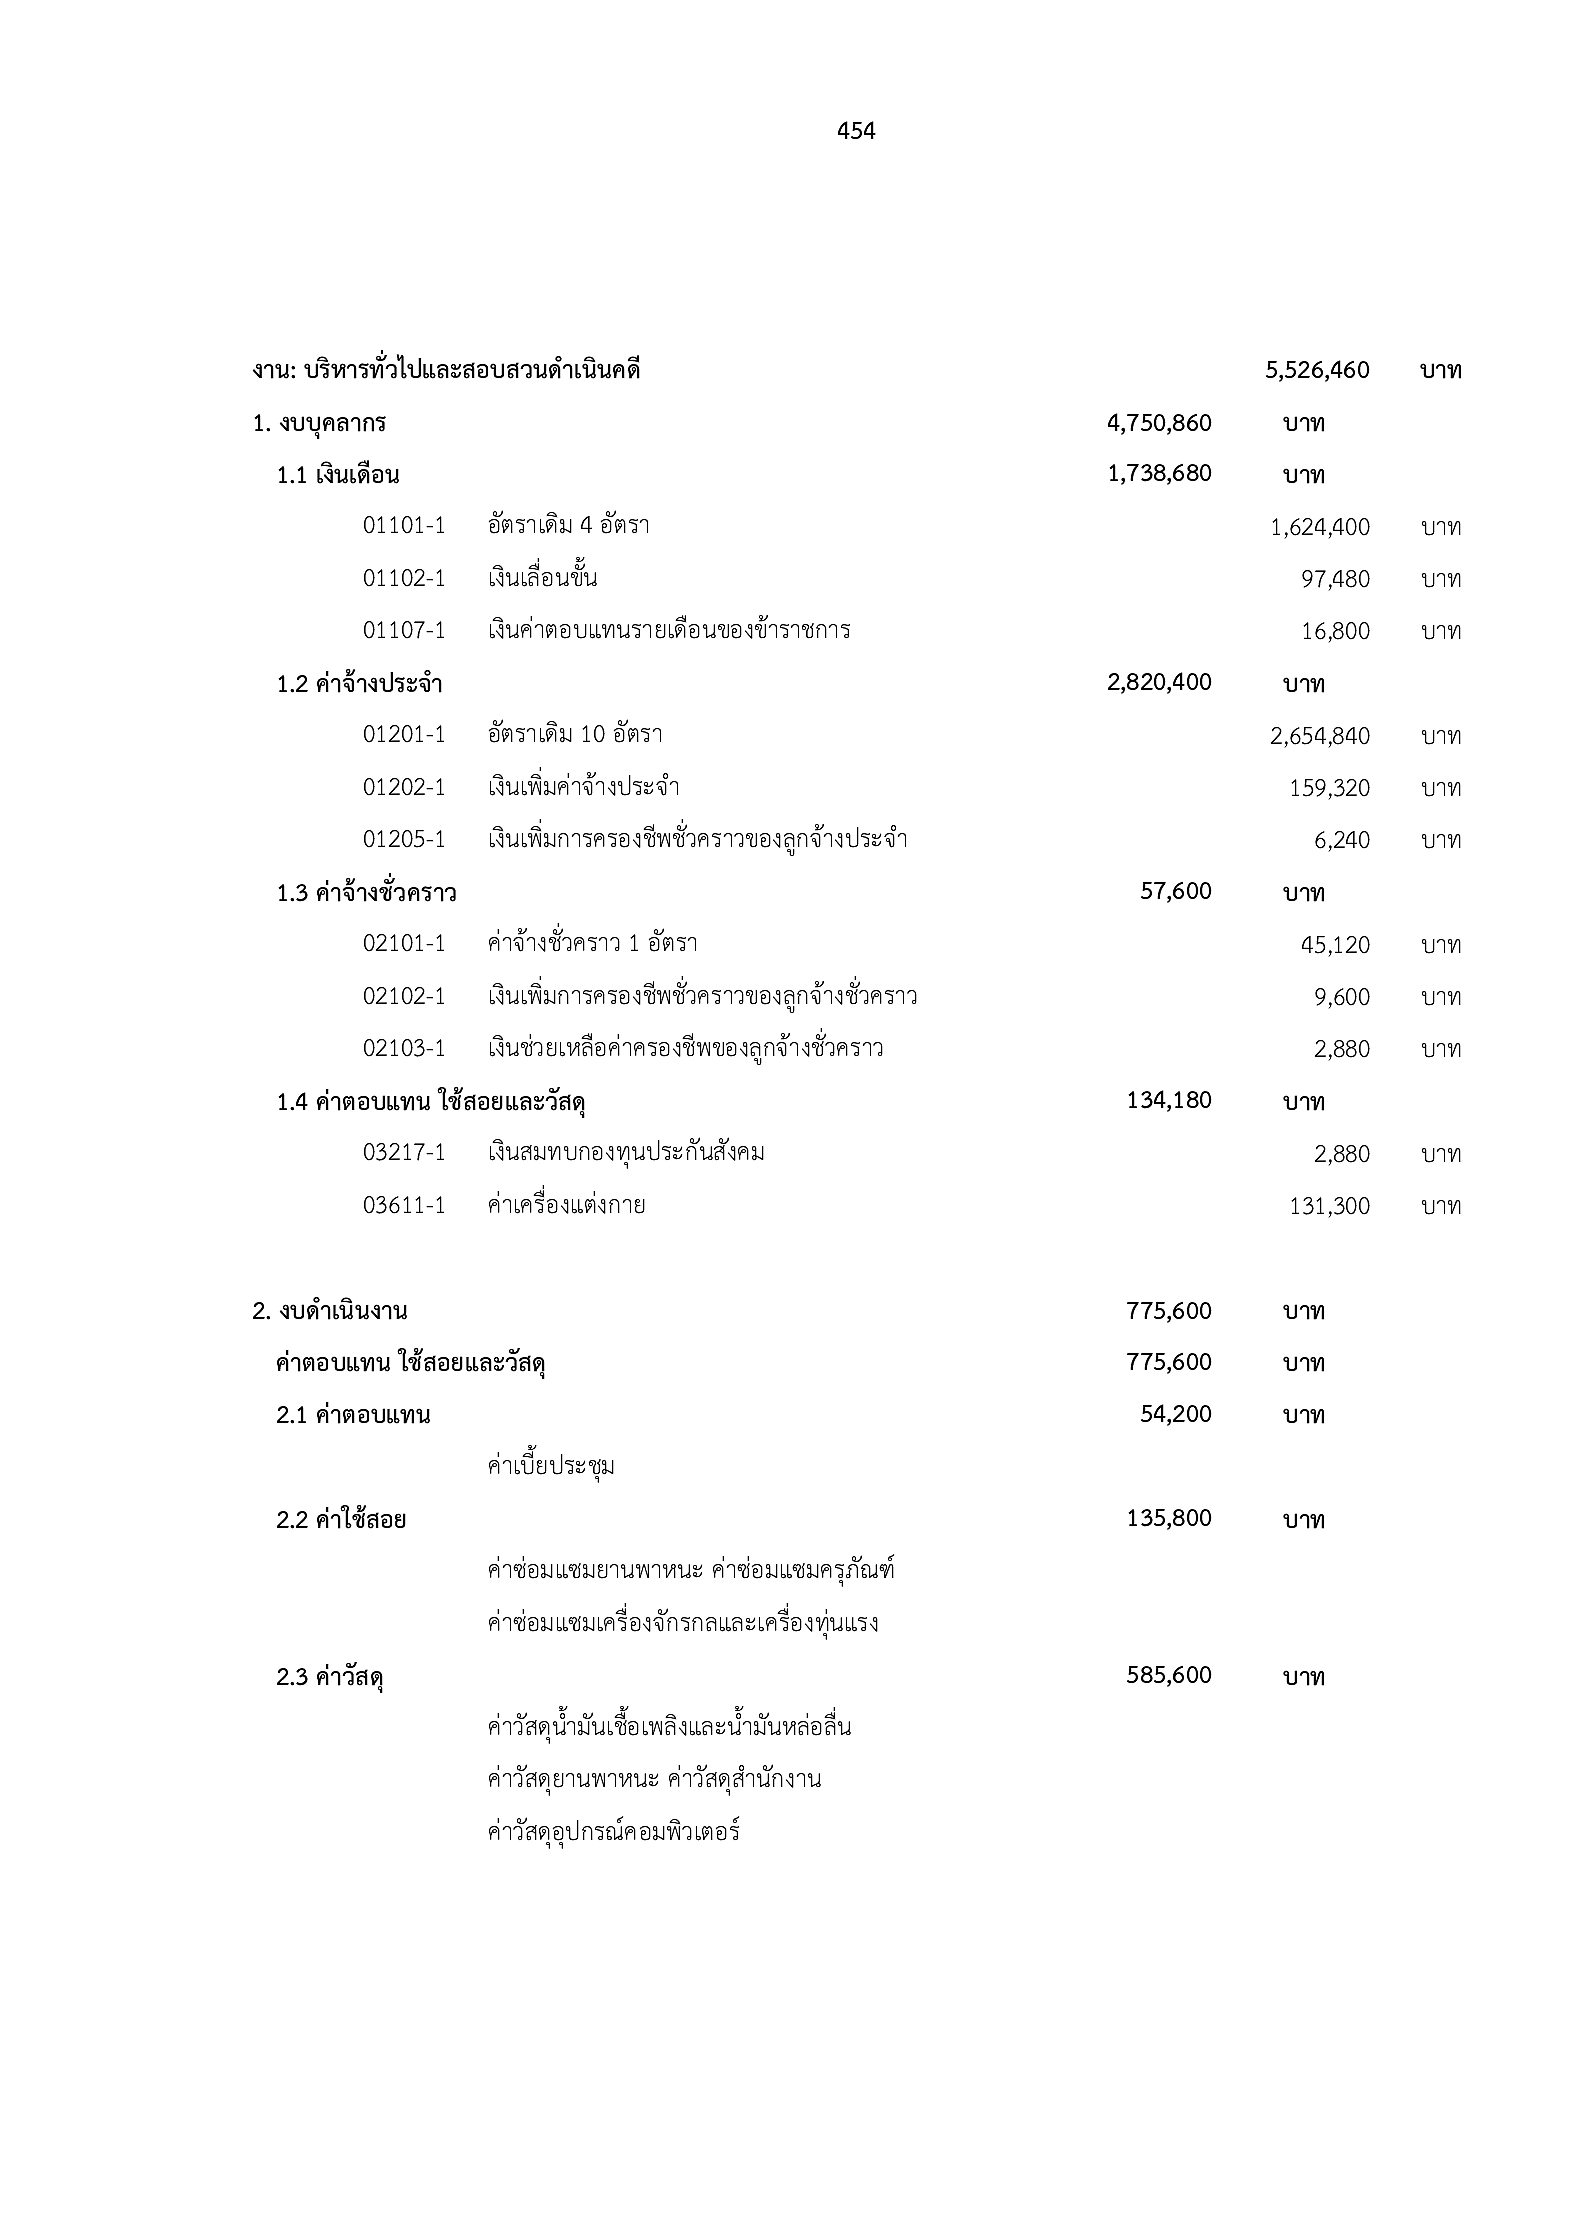 454
งาน: บริหารทั่วไปและสอบสวนดำเนินคดี 5,526,460 บาท
1. งบบุคลากร 4,750,860 บาท
1.1 เงินเดือน 1,738,680 บาท
01101-1 อัตราเดิม 4 อัตรา 1,624,400 บาท
01102-1 เงินเลื่อนขั้น 97,480 บาท
01107-1 เงินค่าตอบแทนรายเดือนของข้าราชการ 16,800 บาท
1.2 ค่าจ้างประจำ 2,820,400 บาท
01201-1 อัตราเดิม 10 อัตรา 2,654,840 บาท
01202-1 เงินเพิ่มค่าจ้างประจำ 159,320 บาท
01205-1 เงินเพิ่มการครองชีพชั่วคราวของลูกจ้างประจำ 6,240 บาท
1.3 ค่าจ้างชั่วคราว 57,600 บาท
02101-1 ค่าจ้างชั่วคราว 1 อัตรา 45,120 บาท
02102-1 เงินเพิ่มการครองชีพชั่วคราวของลูกจ้างชั่วคราว 9,600 บาท
02103-1 เงินช่วยเหลือค่าครองชีพของลูกจ้างชั่วคราว 2,880 บาท
1.4 ค่าตอบแทน ใช้สอยและวัสดุ 134,180 บาท
03217-1 เงินสมทบกองทุนประกันสังคม 2,880 บาท
03611-1 ค่าเครื่องแต่งกาย 131,300 บาท
2. งบดำเนินงาน 775,600 บาท
ค่าตอบแทน ใช้สอยและวัสดุ 775,600 บาท
2.1 ค่าตอบแทน 54,200 บาท
ค่าเบี้ยประชุม
2.2 ค่าใช้สอย 135,800 บาท
ค่าซ่อมแซมยานพาหนะ ค่าซ่อมแซมครุภัณฑ์
ค่าซ่อมแซมเครื่องจักรกลและเครื่องทุ่นแรง
2.3 ค่าวัสดุ 585,600 บาท
ค่าวัสดุน้ำมันเชื้อเพลิงและน้ำมันหล่อลื่น
ค่าวัสดุยานพาหนะ ค่าวัสดุสำนักงาน
ค่าวัสดุอุปกรณ์คอมพิวเตอร์